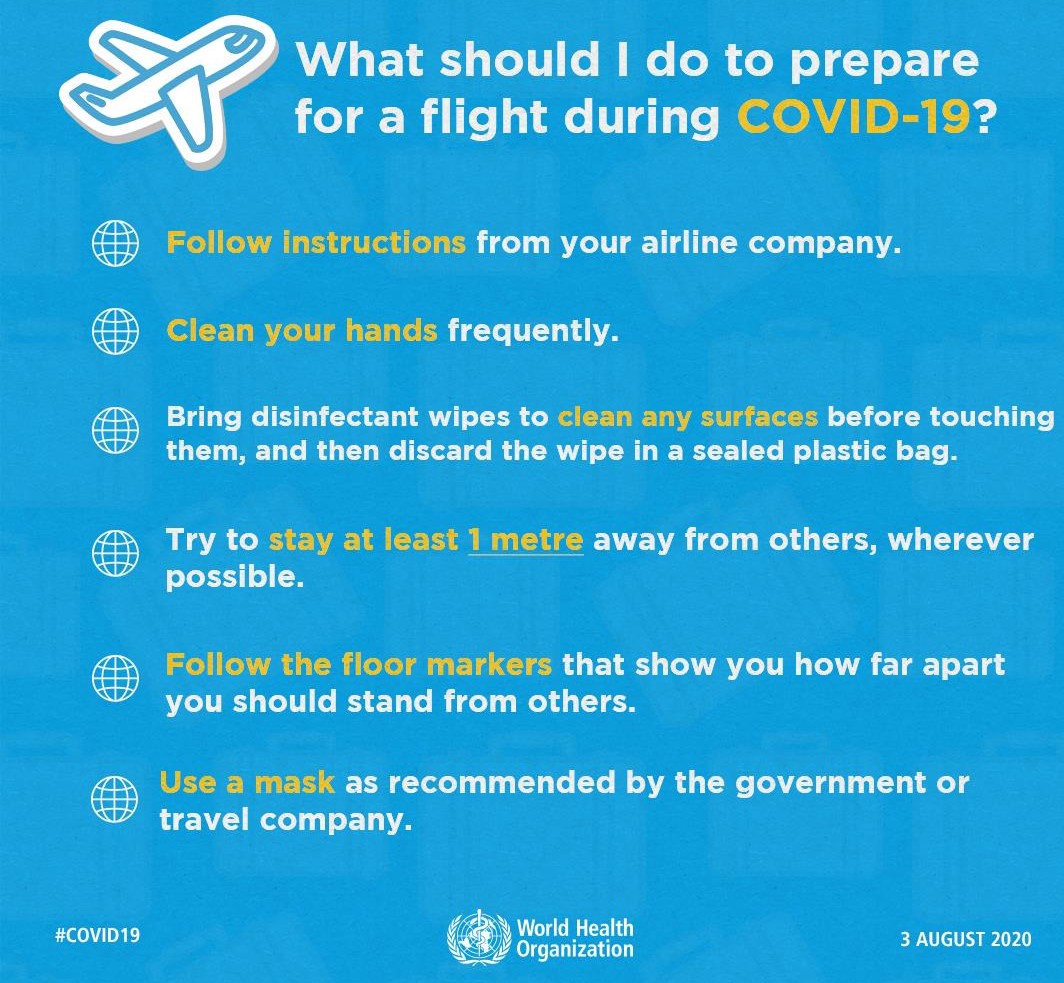 What should I do to prepare
for a flight during COVID-19?
Follow instructions from your airline company.
Clean your hands frequently.
Bring disinfectant wipes to clean any surfaces before touching
them, and then discard the wipe in a sealed plastic bag.
Try to stay at least 1 metre away from others, wherever
possible.
Follow the floor markers that show you how far apart
you should stand from others.
Use a mask as recommended by the government or
travel company.
#COVID19
World Health
Organization
3 AUGUST 2020